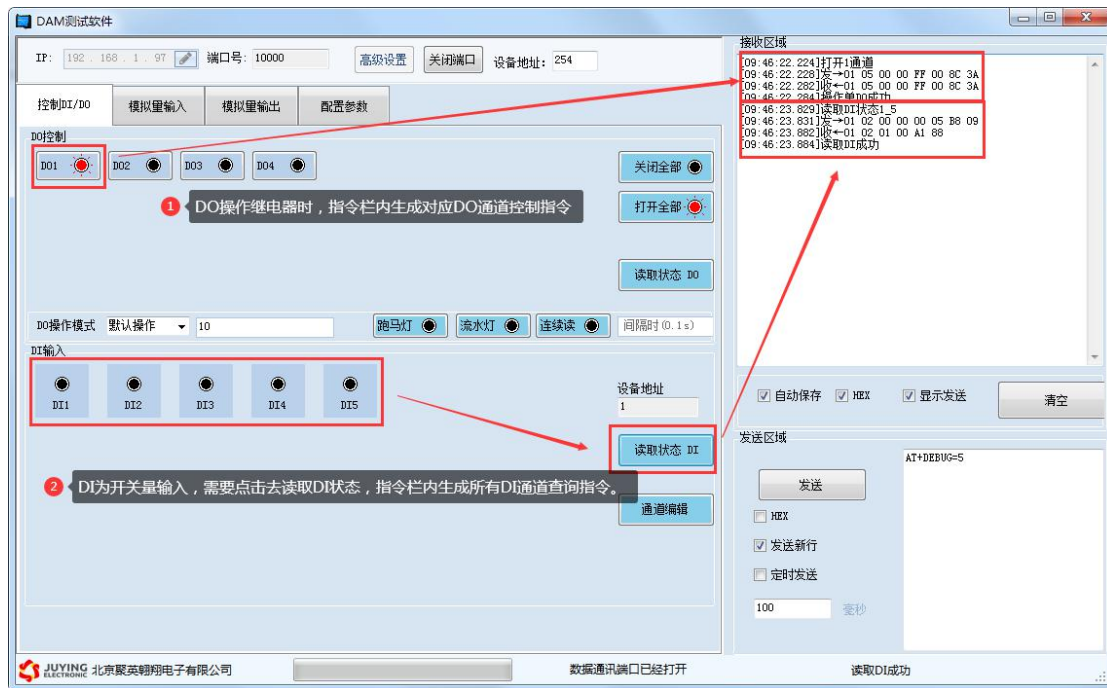 DAM测试软件
IP: 192 . 168 . 1 . 97 端口号: 10000 高级设置 关闭端口 设备地址: 254
控制DI/DO 模拟量输入 模拟量输出 配置参数
DO控制
DO1 DO2 DO3 DO4 关闭全部
1 DO操作继电器时，指令栏内生成对应DO通道控制指令 打开全部
读取状态 DO
DO操作模式 默认操作 10 跑马灯 流水灯 连续读 间隔时(0.1s)
DI输入
DI1 DI2 DI3 DI4 DI5
设备地址
1
读取状态 DI
2 DI为开关量输入，需要点击去读取DI状态，指令栏内生成所有DI通道查询指令。
通道编辑
接收区域
[09:46:22.224]打开1通道
[09:46:22.228]发→01 05 00 00 FF 00 8C 3A
[09:46:22.282]收←01 05 00 00 FF 00 8C 3A
[09:46:22.284]操作单DO成功
[09:46:23.829]读取DI状态1_5
[09:46:23.831]发→01 02 00 00 00 05 B8 09
[09:46:23.882]收←01 02 01 00 A1 88
[09:46:23.884]读取DI成功
自动保存 HEX 显示发送 清空
发送区域
AT+DEBUG=5
发送
HEX
发送新行
定时发送
100 毫秒
JUYING ELECTRONIC 北京聚英翱翔电子有限公司 数据通讯端口已经打开 读取DI成功